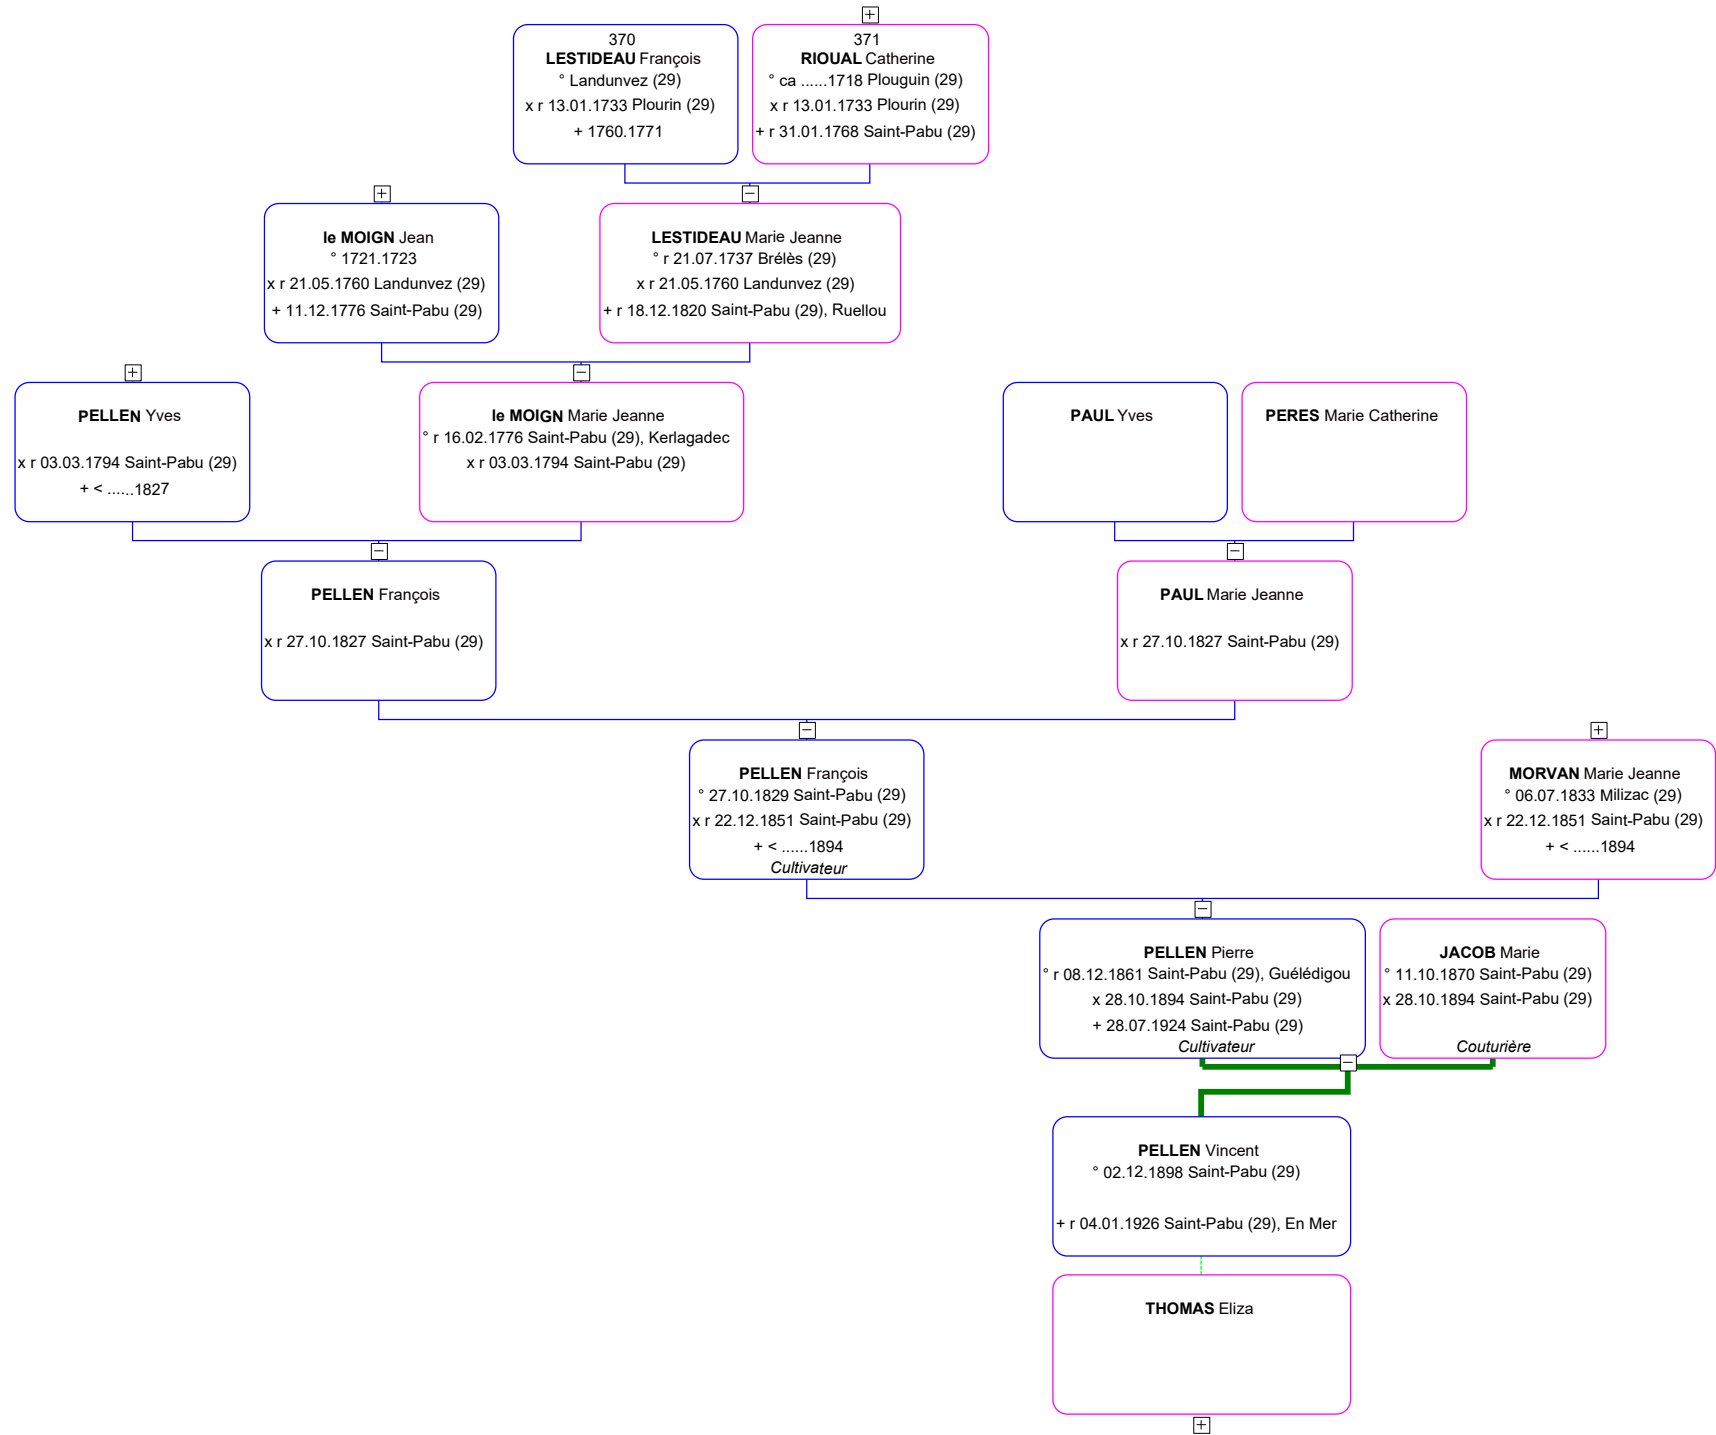 370
LESTIDEAU François
° Landunvez (29)
x r 13.01.1733 Plourin (29)
+ 1760.1771
371
RIOUAL Catherine
° ca ......1718 Plouguin (29)
x r 13.01.1733 Plourin (29)
+ r 31.01.1768 Saint-Pabu (29)
le MOIGN Jean
° 1721.1723
x r 21.05.1760 Landunvez (29)
+ 11.12.1776 Saint-Pabu (29)
LESTIDEAU Marie Jeanne
° r 21.07.1737 Brélès (29)
x r 21.05.1760 Landunvez (29)
+ r 18.12.1820 Saint-Pabu (29), Ruellou
PELLEN Yves
x r 03.03.1794 Saint-Pabu (29)
+ < ......1827
le MOIGN Marie Jeanne
° r 16.02.1776 Saint-Pabu (29), Kerlagadec
x r 03.03.1794 Saint-Pabu (29)
PAUL Yves
PERES Marie Catherine
PELLEN François
x r 27.10.1827 Saint-Pabu (29)
PAUL Marie Jeanne
x r 27.10.1827 Saint-Pabu (29)
PELLEN François
° 27.10.1829 Saint-Pabu (29)
x r 22.12.1851 Saint-Pabu (29)
+ < ......1894
Cultivateur
MORVAN Marie Jeanne
° 06.07.1833 Milizac (29)
x r 22.12.1851 Saint-Pabu (29)
+ < ......1894
PELLEN Pierre
° r 08.12.1861 Saint-Pabu (29), Guélédigou
x 28.10.1894 Saint-Pabu (29)
+ 28.07.1924 Saint-Pabu (29)
Cultivateur
JACOB Marie
° 11.10.1870 Saint-Pabu (29)
x 28.10.1894 Saint-Pabu (29)
Couturière
PELLEN Vincent
° 02.12.1898 Saint-Pabu (29)
+ r 04.01.1926 Saint-Pabu (29), En Mer
THOMAS Eliza